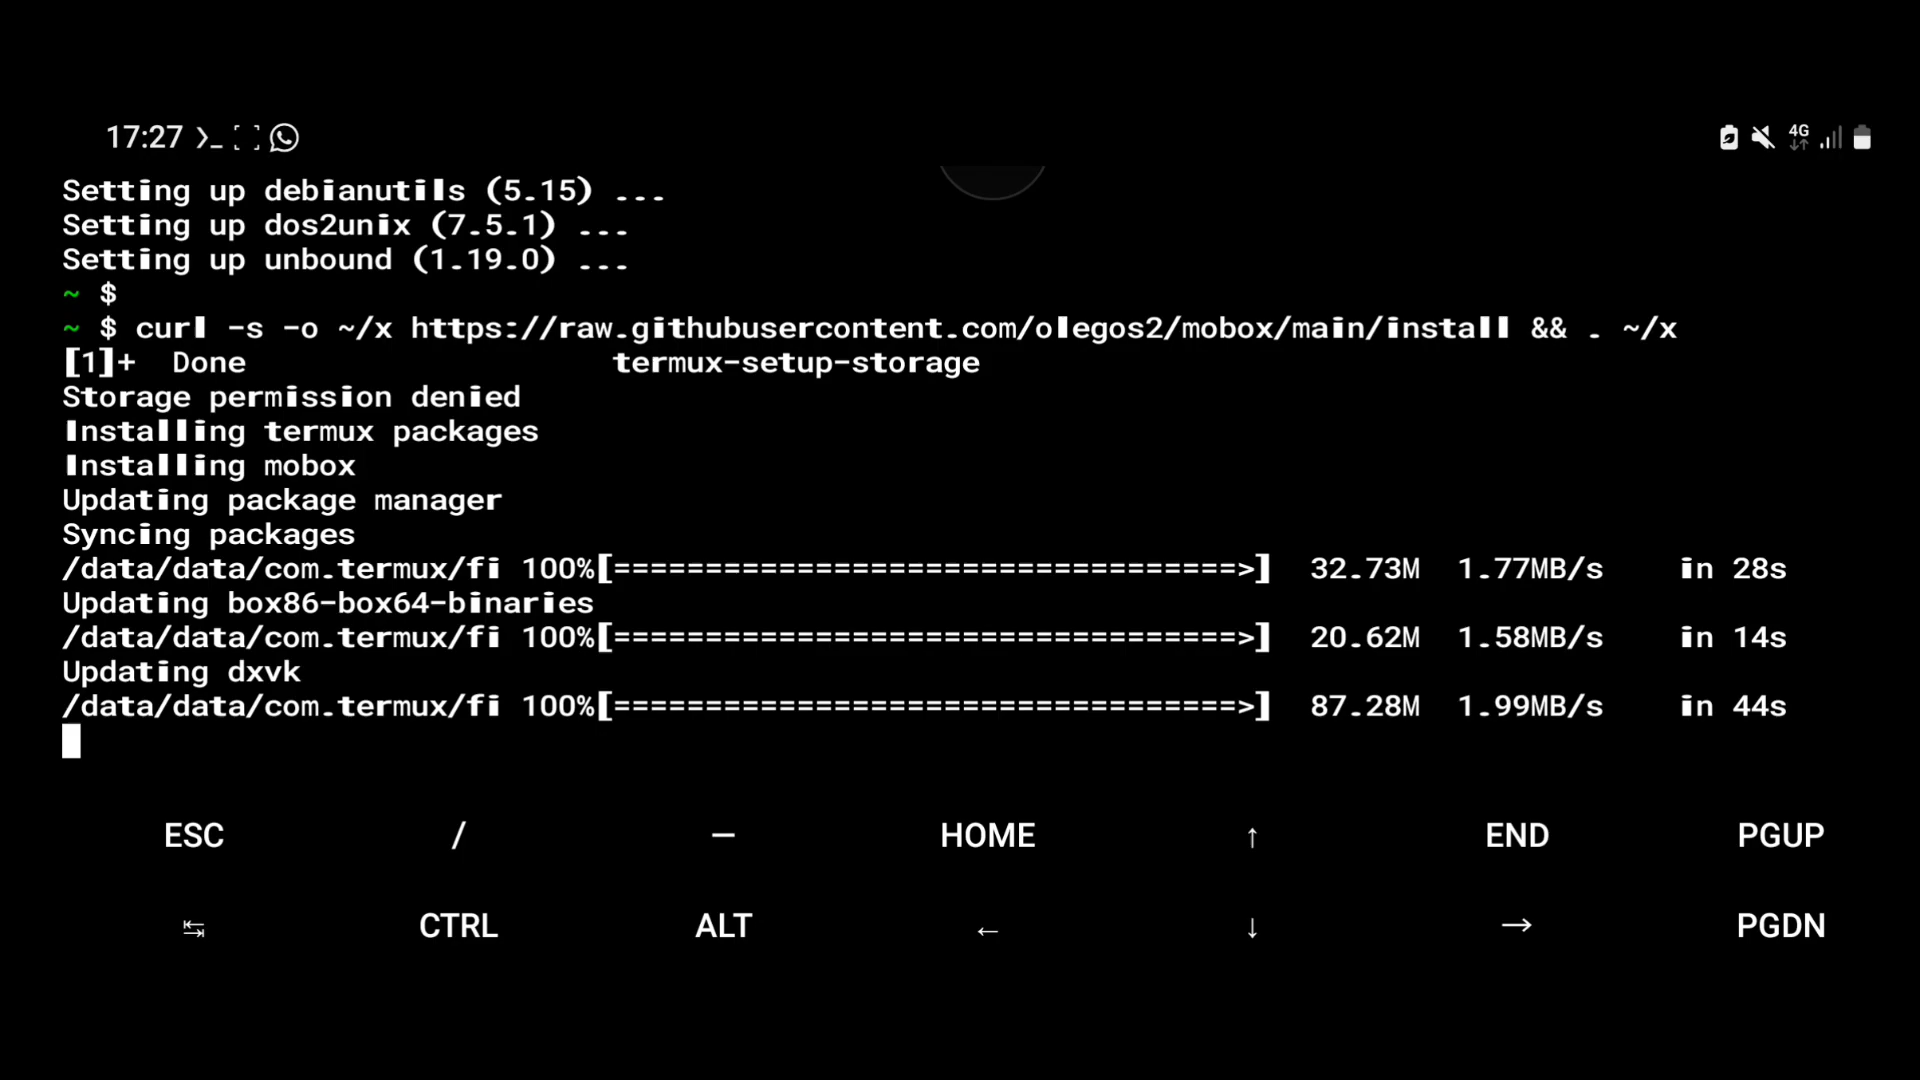 17:27
4G
Setting up debianutils (5.15) ...
Setting up dos2unix (7.5.1) ...
Setting up unbound (1.19.0) ...
~ $
~ $ curl -s -o ~/x https://raw.githubusercontent.com/olegos2/mobox/main/install && . ~/x
[1]+  Done                    termux-setup-storage
Storage permission denied
Installing termux packages
Installing mobox
Updating package manager
Syncing packages
/data/data/com.termux/fi 100%[==================================>]  32.73M  1.77MB/s    in 28s
Updating box86-box64-binaries
/data/data/com.termux/fi 100%[==================================>]  20.62M  1.58MB/s    in 14s
Updating dxvk
/data/data/com.termux/fi 100%[==================================>]  87.28M  1.99MB/s    in 44s
ESC / — HOME ↑ END PGUP
↹ CTRL ALT ← ↓ → PGDN